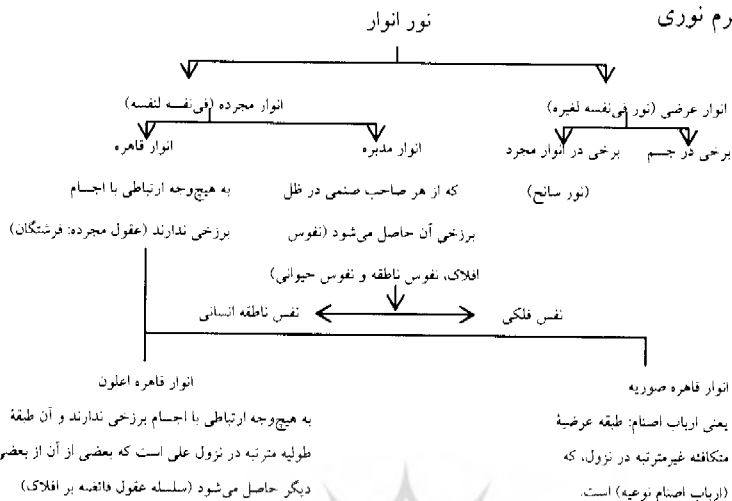 رم نوری
نور انوار
انوار عرضی (نور فی‌نفسه لغیره)
انوار مجرده (فی‌نفسه لنفسه)
برخی در جسم
برخی در انوار مجرد
(نور سانح)
انوار مدبره
که از هر صاحب صنمی در ظل
برزخی آن حاصل می‌شود (نفوس
افلاک، نفوس ناطقه و نفوس حیوانی)
انوار قاهره
به هیچ‌وجه ارتباطی با اجسام
برزخی ندارند (عقول مجرده: فرشتگان)
نفس فلکی
نفس ناطقه انسانی
انوار قاهره صوریه
یعنی ارباب اصنام: طبقه عرضیهٔ
متکافئه غیرمترتبه در نزول، که
(ارباب اصنام نوعیه) است.
انوار قاهره اعلون
به هیچ‌وجه ارتباطی با اجسام برزخی ندارند و آن طبقهٔ
طولیه مترتبه در نزول علی است که بعضی از آن از بعضی
دیگر حاصل می‌شود (سلسله عقول فائضه بر افلاک)